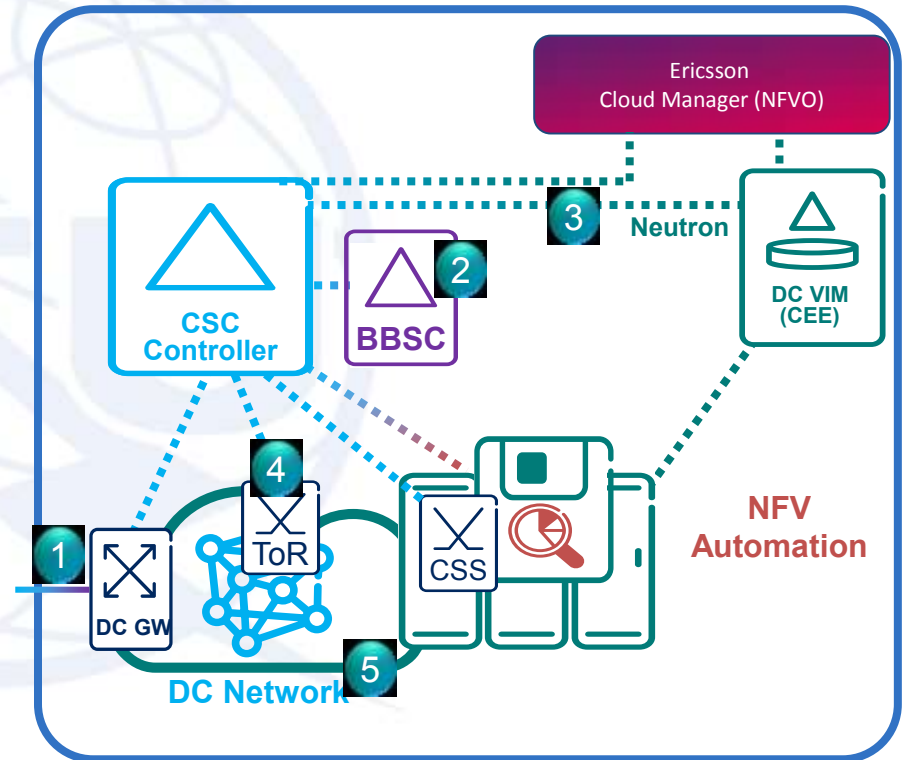 Ericsson
Cloud Manager (NFVO)
3
Neutron
2
CSC
Controller
BBSC
DC VIM
(CEE)
4
ToR
1
DC GW
CSS
NFV
Automation
5
DC Network